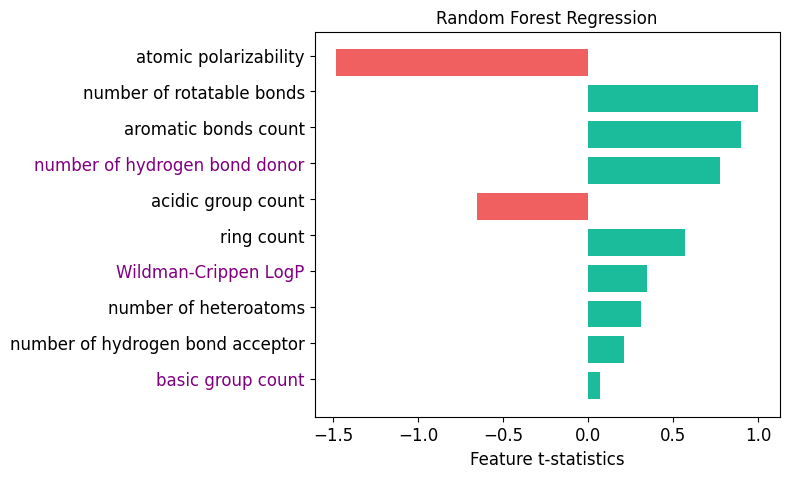 Random Forest Regression
atomic polarizability
number of rotatable bonds
aromatic bonds count
number of hydrogen bond donor
acidic group count
ring count
Wildman-Crippen LogP
number of heteroatoms
number of hydrogen bond acceptor
basic group count
−1.5 −1.0 −0.5 0.0 0.5 1.0
Feature t-statistics